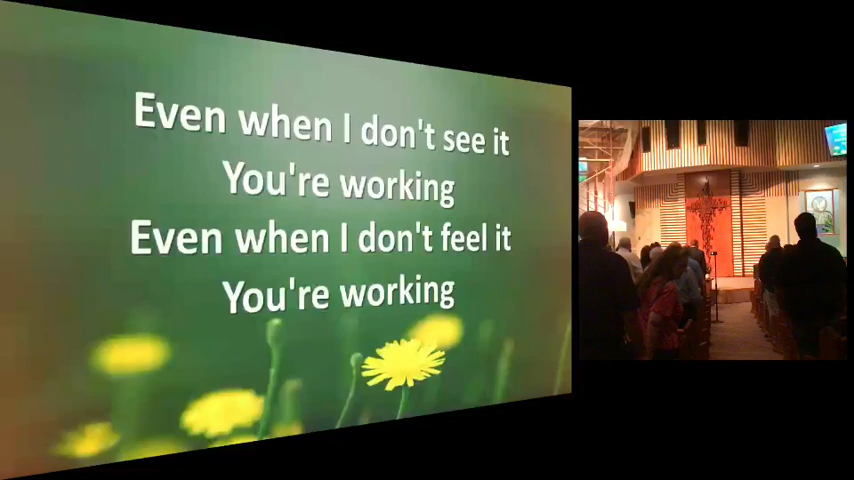 Even when I don't see it
You're working
Even when I don't feel it
You're working